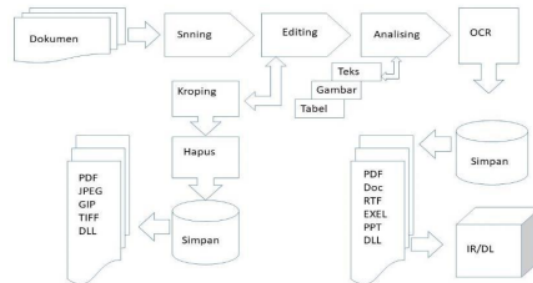 Dokumen
Snning
Editing
Analising
OCR
Teks
Gambar
Tabel
Kroping
Hapus
Simpan
PDF
JPEG
GIP
TIFF
DLL
Simpan
PDF
Doc
RTF
EXEL
PPT
DLL
IR/DL